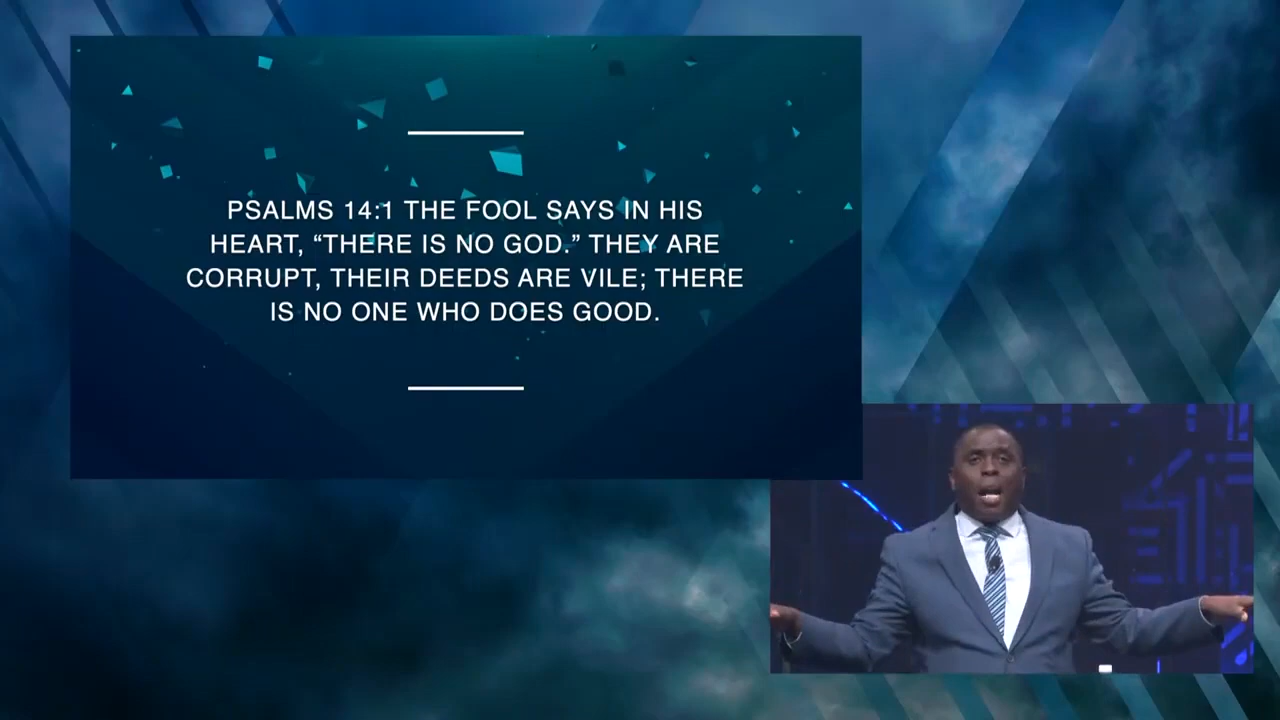 PSALMS 14:1 THE FOOL SAYS IN HIS
HEART, “THERE IS NO GOD.” THEY ARE
CORRUPT, THEIR DEEDS ARE VILE; THERE
IS NO ONE WHO DOES GOOD.